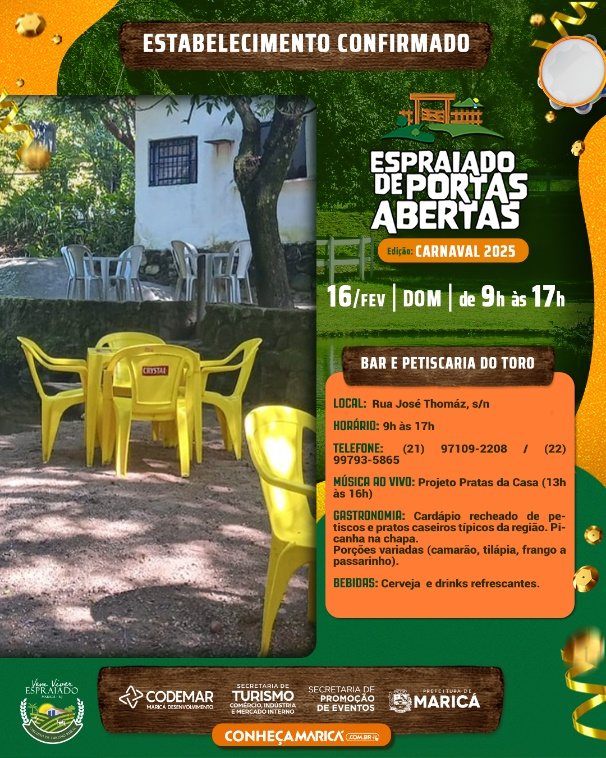 ESTABELECIMENTO CONFIRMADO
ESPRAIADO
DE PORTAS
ABERTAS
Edição: CARNAVAL 2025
16/FEV | DOM | de 9h às 17h
BAR E PETISCARIA DO TORO
LOCAL: Rua José Thomáz, s/n
HORÁRIO: 9h às 17h
TELEFONE: (21) 97109-2208 / (22)
99793-5865
MÚSICA AO VIVO: Projeto Pratas da Casa (13h
às 16h)
GASTRONOMIA: Cardápio recheado de pe-
tiscos e pratos caseiros típicos da região. Pi-
canha na chapa.
Porções variadas (camarão, tilápia, frango a
passarinho).
BEBIDAS: Cerveja e drinks refrescantes.
CRYSTAL
Vem Viver
ESPRAIADO
MARICÁ - RJ
CODEMAR
MARICÁ DESENVOLVIMENTO
SECRETARIA DE
TURISMO
COMÉRCIO, INDÚSTRIA
E MERCADO INTERNO
SECRETARIA DE
PROMOÇÃO
DE EVENTOS
PREFEITURA DE
MARICÁ
CONHEÇAMARICÁ.COM.BR